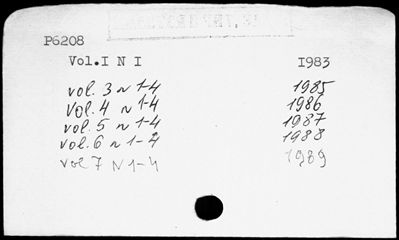 P6208
Vol.I N I 1983
vol. 3 N 1-4 1985
Vol. 4 N 1-4 1986
vol. 5 N 1-4 1987
vol. 6 N 1-4 1988
vol 7 N 1-4 1989